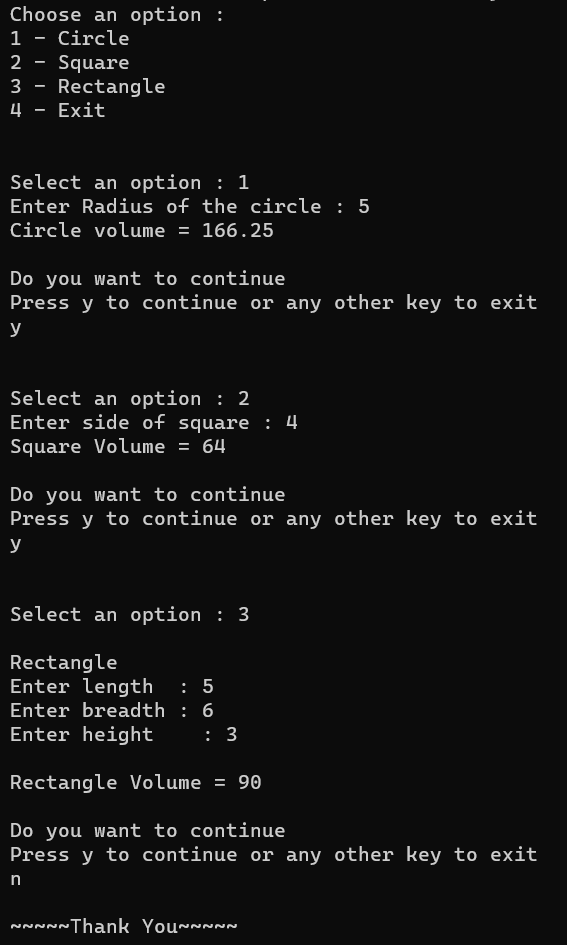 Choose an option :
1 - Circle
2 - Square
3 - Rectangle
4 - Exit
Select an option : 1
Enter Radius of the circle : 5
Circle volume = 166.25
Do you want to continue
Press y to continue or any other key to exit
y
Select an option : 2
Enter side of square : 4
Square Volume = 64
Do you want to continue
Press y to continue or any other key to exit
y
Select an option : 3
Rectangle
Enter length  : 5
Enter breadth : 6
Enter height    : 3
Rectangle Volume = 90
Do you want to continue
Press y to continue or any other key to exit
n
~~~~~Thank You~~~~~